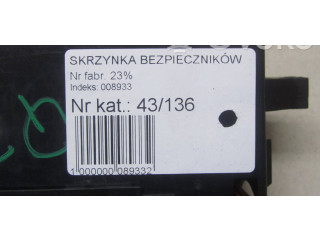 SKRZYNKA BEZPIECZNIKÓW
Nr fabr. 23%
Indeks: 008933
Nr kat.: 43/136
1 000000 089332